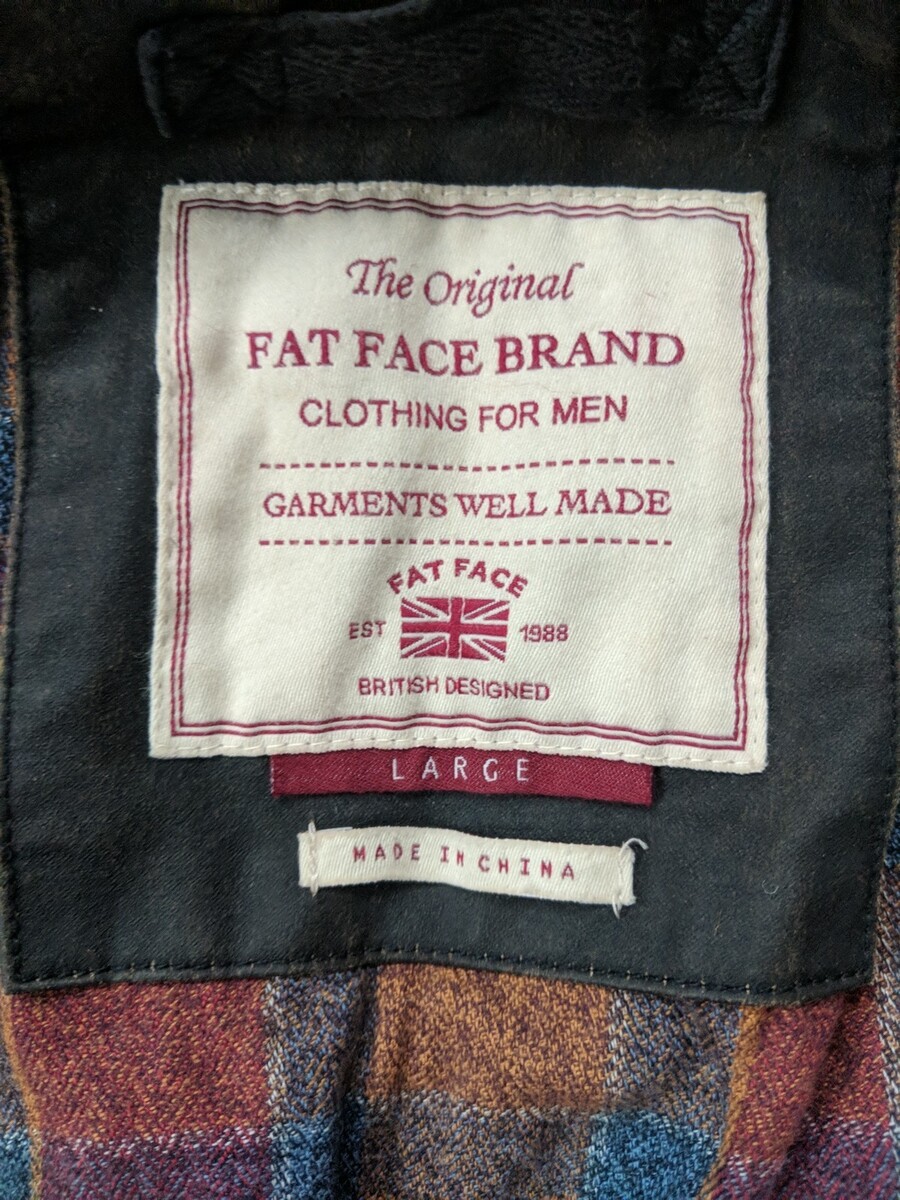 The Original
FAT FACE BRAND
CLOTHING FOR MEN
GARMENTS WELL MADE
FAT FACE
EST 1988
BRITISH DESIGNED
LARGE
MADE IN CHINA